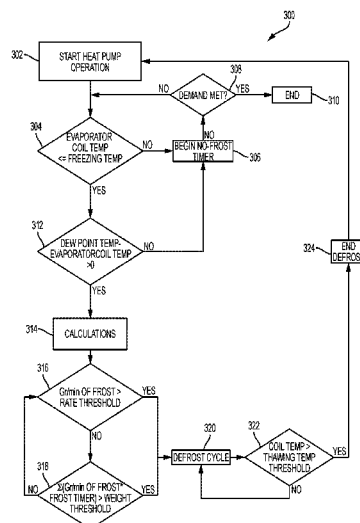 300
302
START HEAT PUMP
OPERATION
308
NO
DEMAND MET?
YES
END
310
304
EVAPORATOR
COIL TEMP
<= FREEZING TEMP
NO
NO
BEGIN NO-FROST
TIMER
306
YES
312
DEW POINT TEMP-
EVAPORATORCOIL TEMP
>0
NO
324
END
DEFROST
YES
314
CALCULATIONS
316
Gr/min OF FROST >
RATE THRESHOLD
YES
NO
320
DEFROST CYCLE
322
COIL TEMP >
THAWING TEMP
THRESHOLD
YES
NO
318
Σ(Gr/min OF FROST*
FROST TIMER) > WEIGHT
THRESHOLD
NO
YES